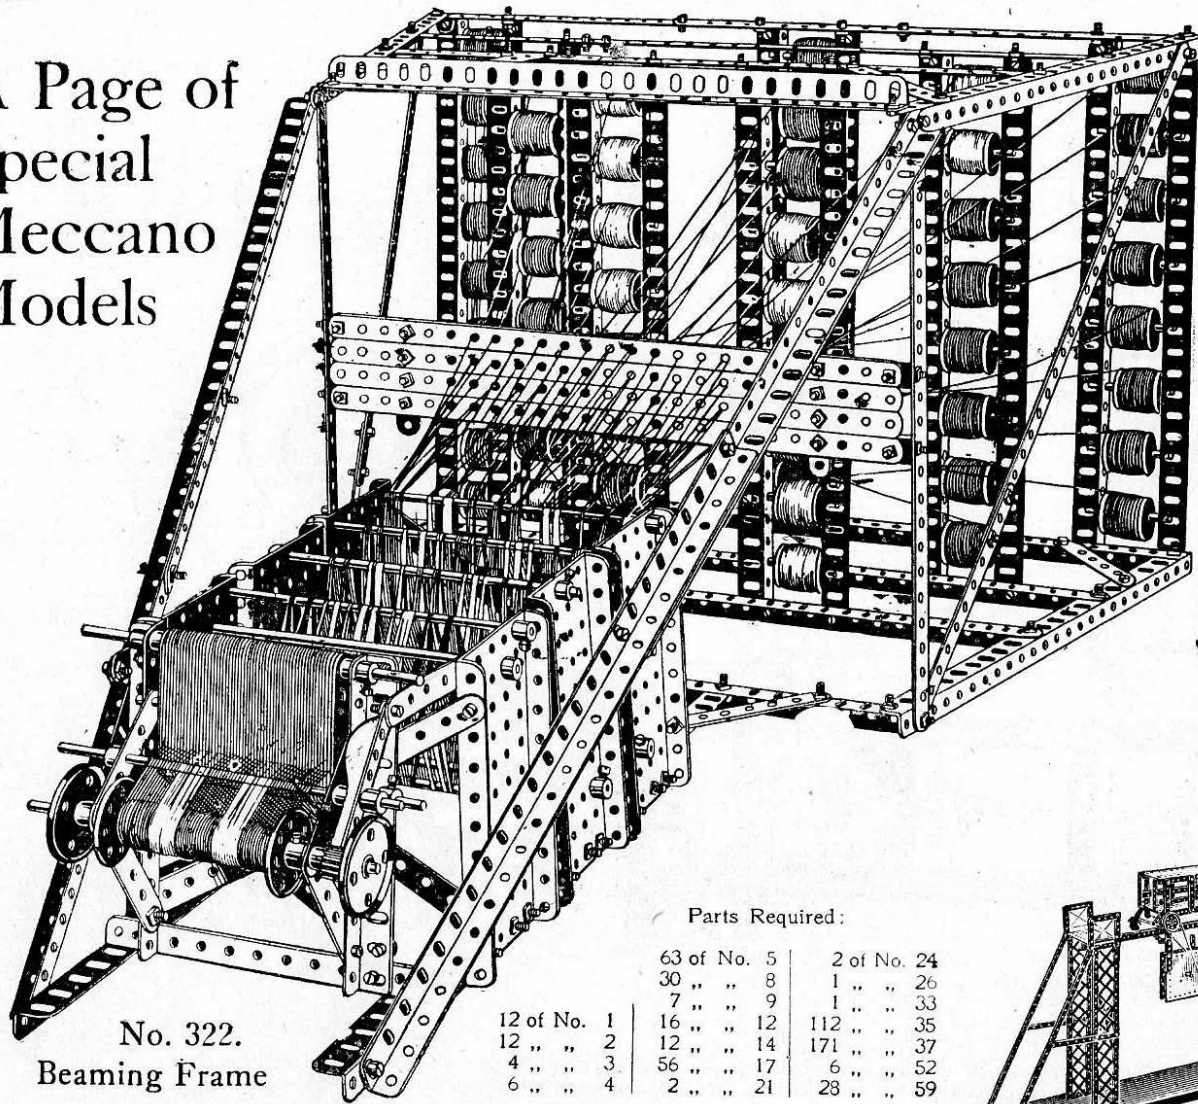 A Page of
pecial
Meccano
Models
No. 322.
Beaming Frame
Parts Required:
12 of No. 1
12 „ „ 2
4 „ „ 3
6 „ „ 4
63 of No. 5
30 „ „ 8
7 „ „ 9
16 „ „ 12
12 „ „ 14
56 „ „ 17
2 „ „ 21
2 of No. 24
1 „ „ 26
1 „ „ 33
112 „ „ 35
171 „ „ 37
6 „ „ 52
28 „ „ 59